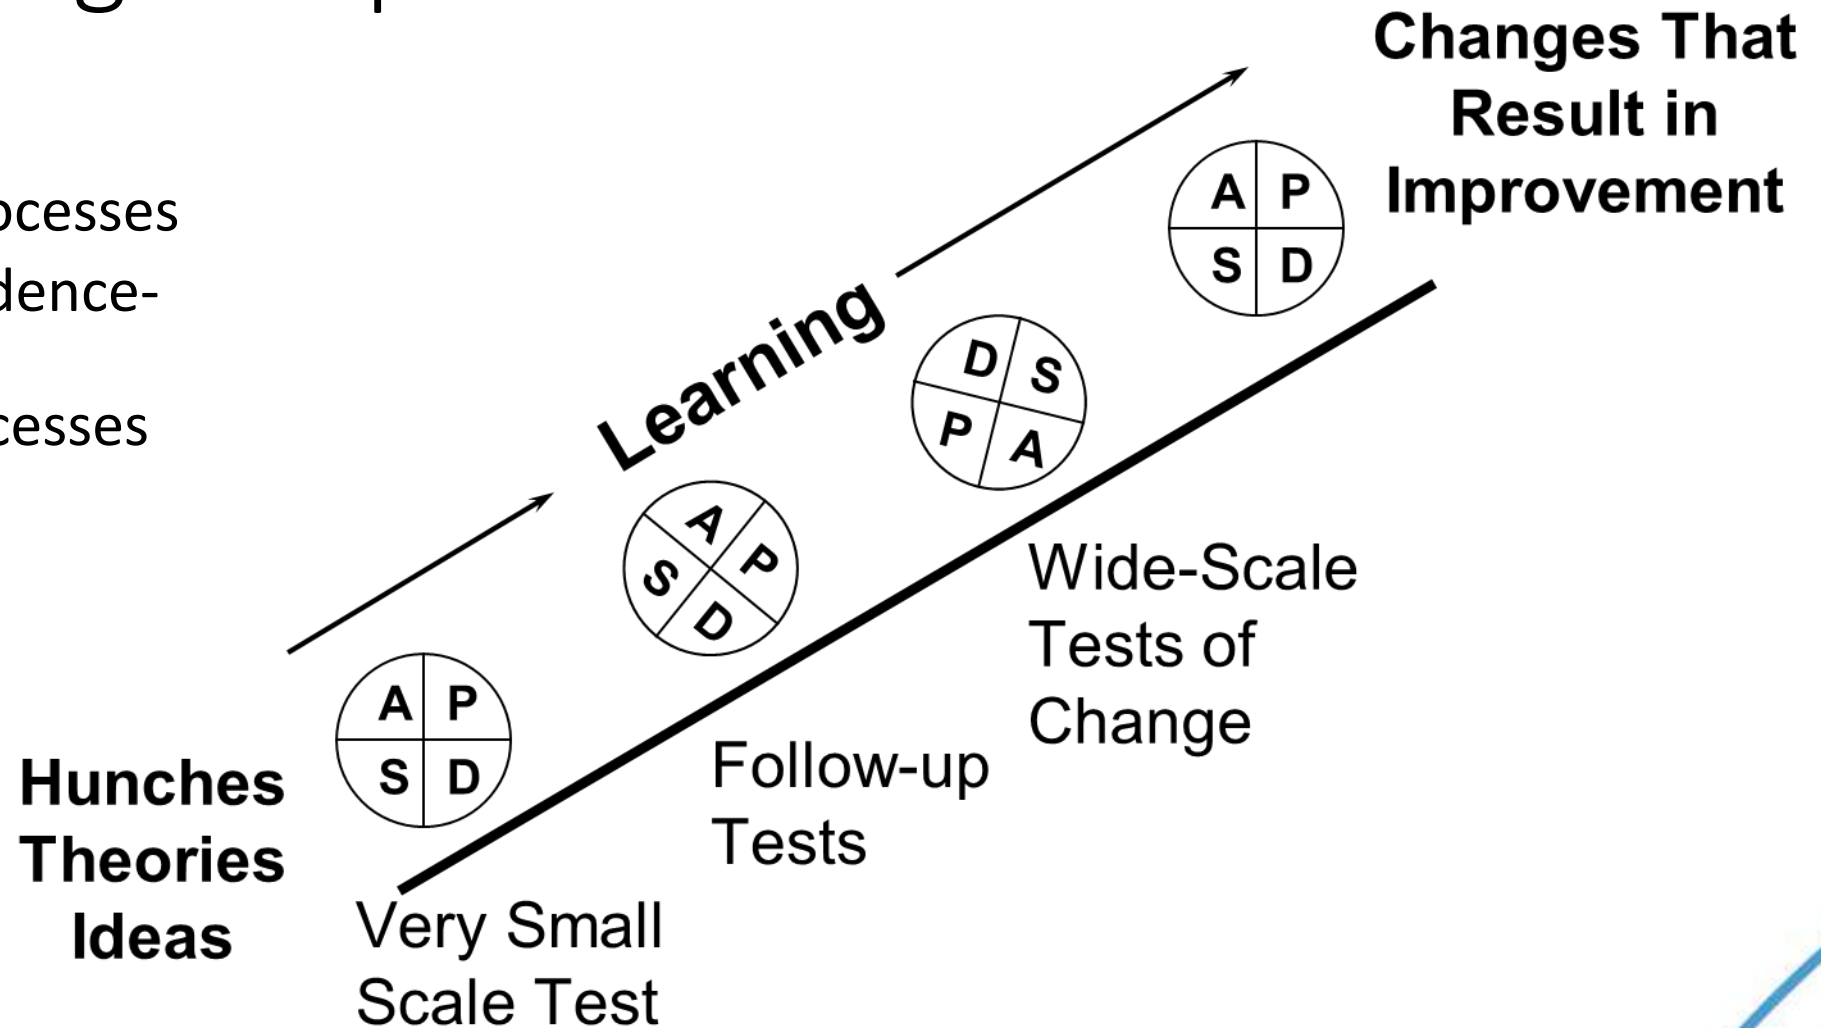 Changes That
Result in
Improvement
ocesses
dence-
cesses
Learning
A P
S D
D S
P A
A P
S D
A P
S D
Wide-Scale
Tests of
Change
Follow-up
Tests
Hunches
Theories
Ideas
Very Small
Scale Test